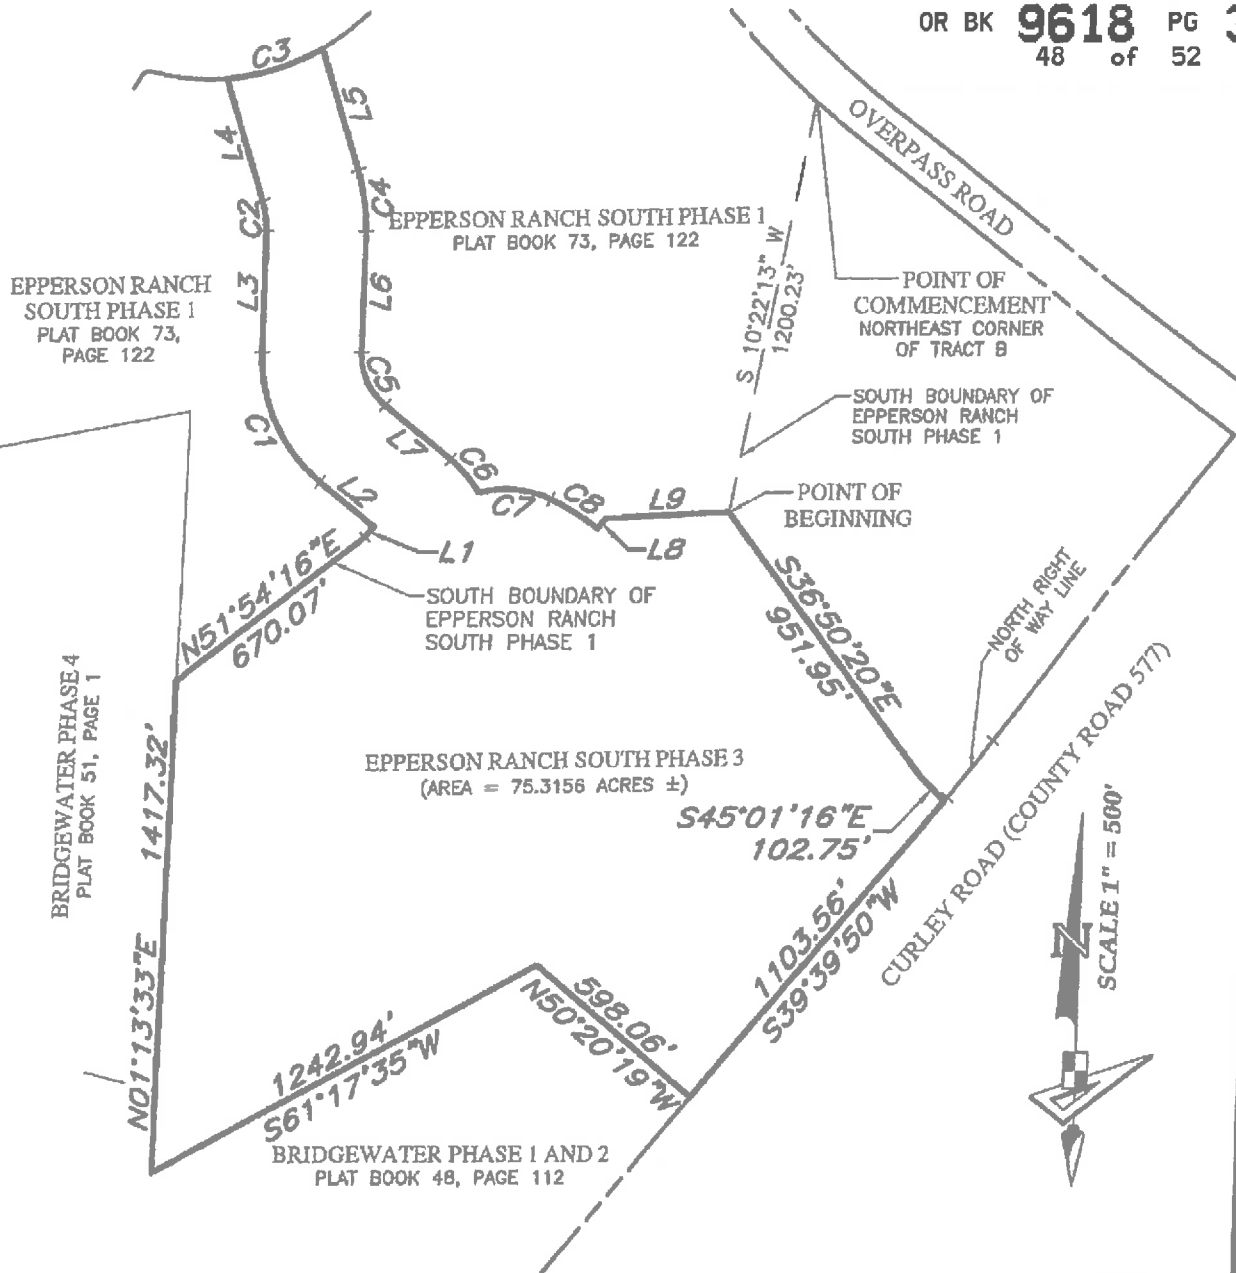 OR BK 9618 PG
48 of 52
C3
L5
L4
C2
C4
OVERPASS ROAD
EPPERSON RANCH SOUTH PHASE 1
PLAT BOOK 73, PAGE 122
EPPERSON RANCH
SOUTH PHASE 1
PLAT BOOK 73,
PAGE 122
L3
L6
S 10°22'13" W
1200.23'
POINT OF
COMMENCEMENT
NORTHEAST CORNER
OF TRACT B
C5
C1
L7
SOUTH BOUNDARY OF
EPPERSON RANCH
SOUTH PHASE 1
C6
L2
C7
C8
L9
POINT OF
BEGINNING
L1
L8
N51°54'16"E
670.07'
SOUTH BOUNDARY OF
EPPERSON RANCH
SOUTH PHASE 1
S36°50'20"E
951.95'
NORTH RIGHT
OF WAY LINE
BRIDGEWATER PHASE 4
PLAT BOOK 51, PAGE 1
N01°13'33"E 1417.32'
EPPERSON RANCH SOUTH PHASE 3
(AREA = 75.3156 ACRES ±)
S45°01'16"E
102.75'
CURLEY ROAD (COUNTY ROAD 577)
1103.56'
S39°39'50"W
N
SCALE 1" = 500'
598.06'
N50°20'19"W
1242.94'
S61°17'35"W
BRIDGEWATER PHASE 1 AND 2
PLAT BOOK 48, PAGE 112